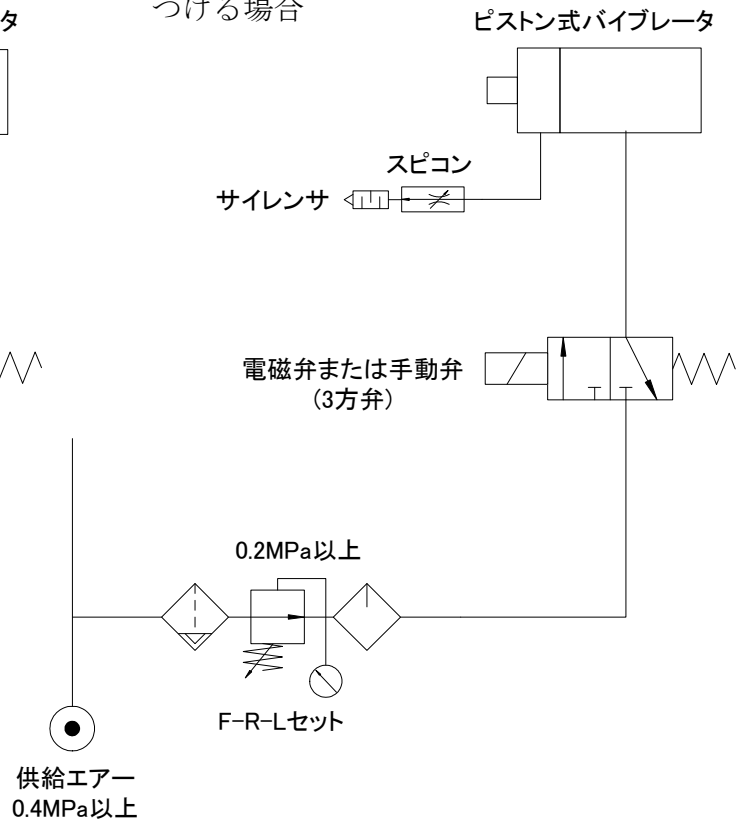 タ
つける場合
ピストン式バイブレータ
スピコン
サイレンサ
電磁弁または手動弁
(3方弁)
0.2MPa以上
F-R-Lセット
供給エアー
0.4MPa以上